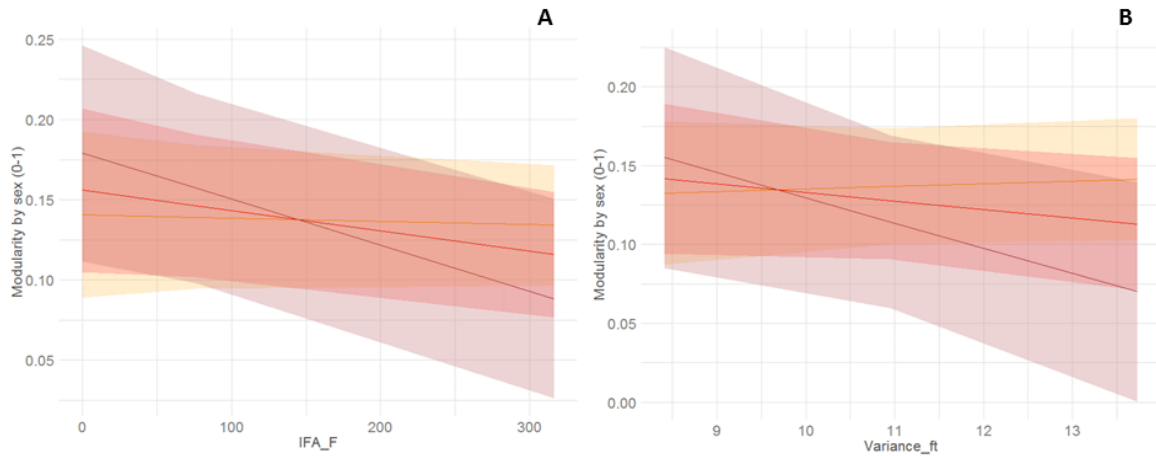 A
Modularity by sex (0-1)
0.25
0.20
0.15
0.10
0.05
0 100 200 300
IFA_F
B
Modularity by sex (0-1)
0.20
0.15
0.10
0.05
0.00
9 10 11 12 13
Variance_ft